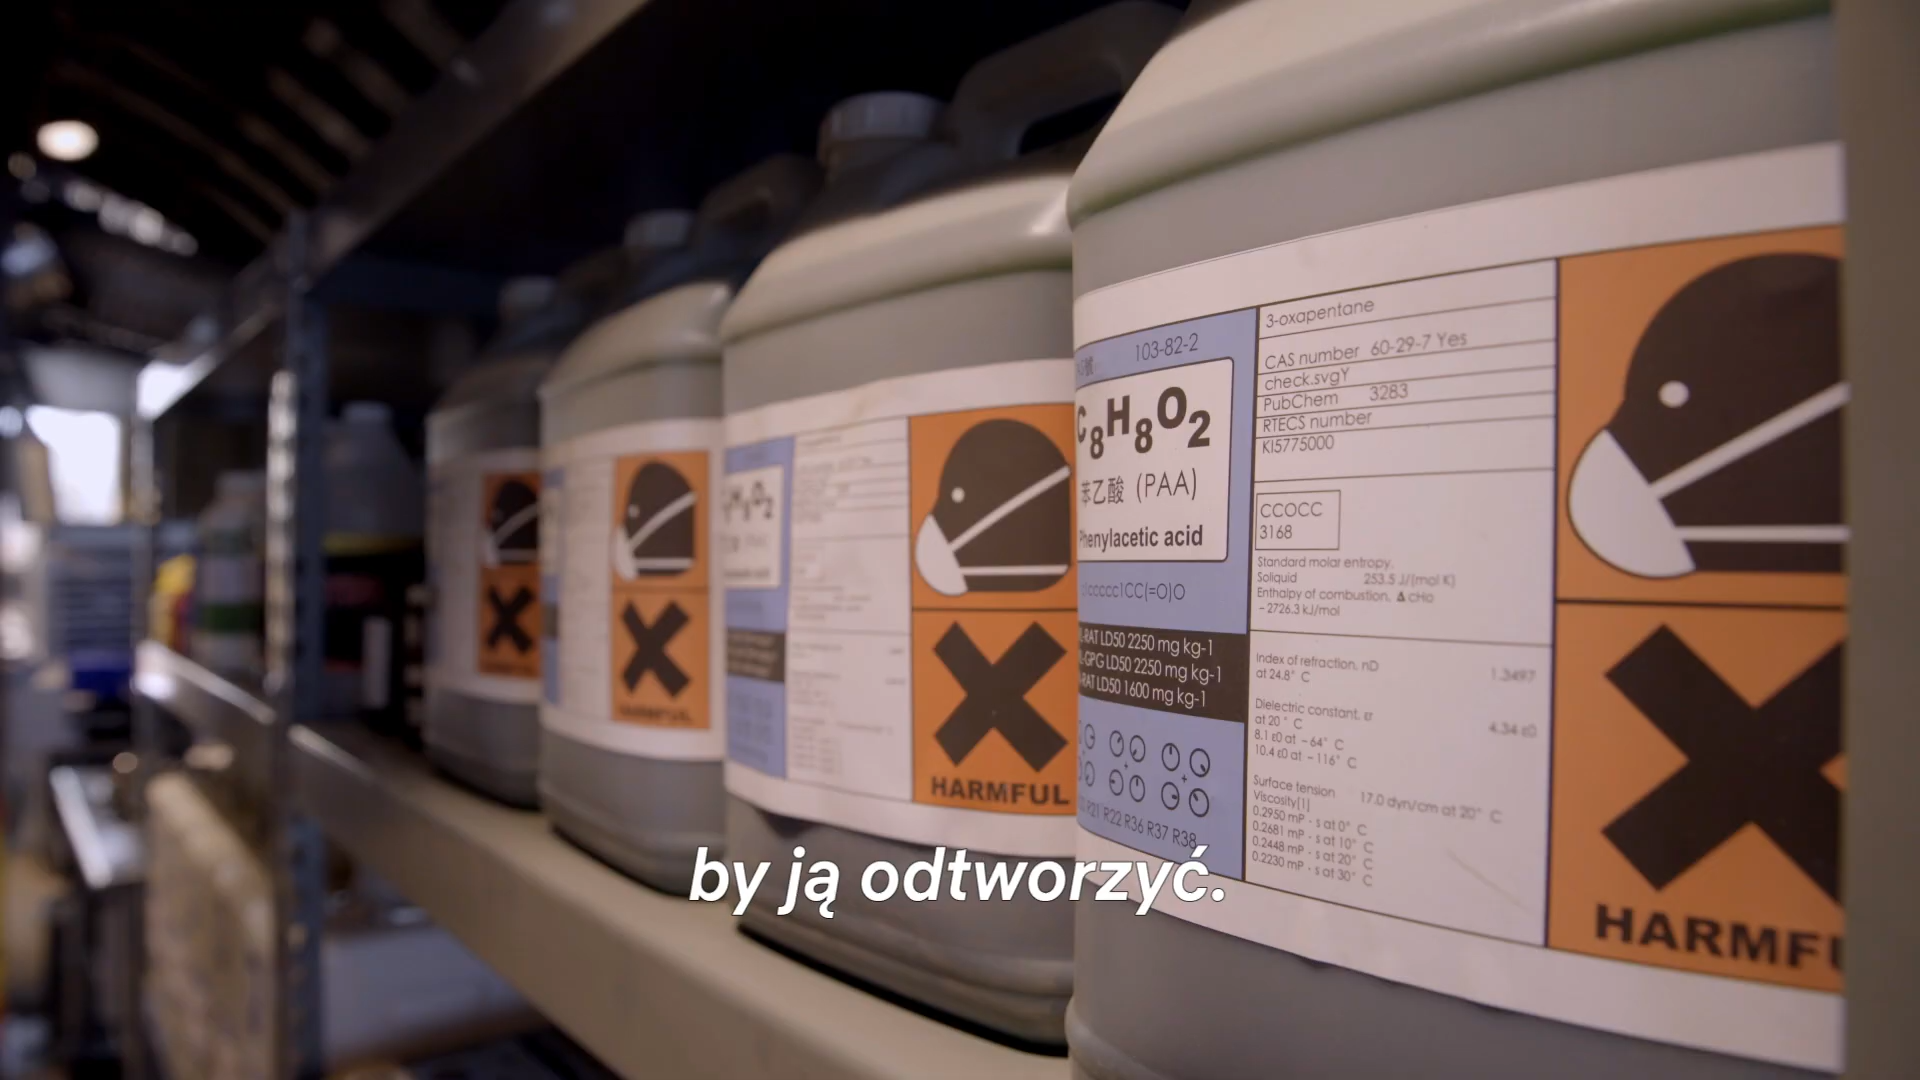 103-82-2
C8H8O2
苯乙酸 (PAA)
Phenylacetic acid
1CC(=O)O
LD50 2250 mg kg-1
LD50 2250 mg kg-1
LD50 1600 mg kg-1
R21 R22 R36 R37 R38
3-oxapentane
CAS number 60-29-7 Yes
check.svgY
PubChem 3283
RTECS number
KI5775000
CCOCC
3168
Standard molar entropy.
Soliquid 253.5 J/(mol K)
Enthalpy of combustion, Δ cHo
– 2726.3 kJ/mol
Index of refraction, nD 1.3497
at 24.8° C
Dielectric constant, εr 4.34 ε0
at 20° C
8.1 ε0 at – 64° C
10.4 ε0 at – 116° C
Surface tension 17.0 dyn/cm at 20° C
Viscosity[1]
0.2950 mP · s at 0° C
0.2681 mP · s at 10° C
0.2448 mP · s at 20° C
0.2230 mP · s at 30° C
HARMFU
HARMFUL
by ją odtworzyć.